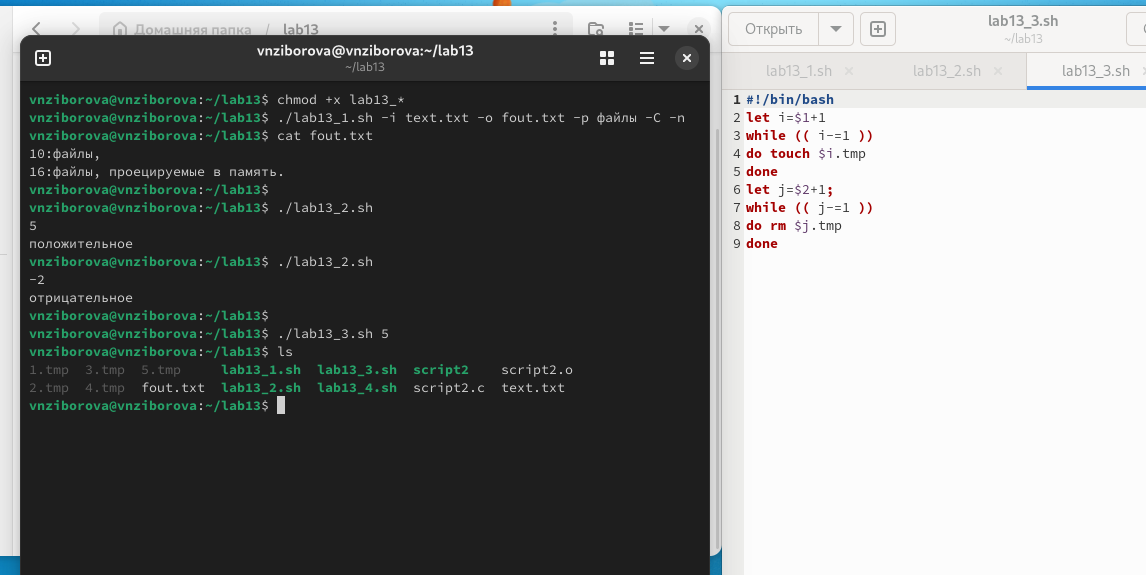 Домашняя папка / lab13
vnziborova@vnziborova:~/lab13
~/lab13
vnziborova@vnziborova:~/lab13$ chmod +x lab13_*
vnziborova@vnziborova:~/lab13$ ./lab13_1.sh -i text.txt -o fout.txt -p файлы -C -n
vnziborova@vnziborova:~/lab13$ cat fout.txt
10:файлы,
16:файлы, проецируемые в память.
vnziborova@vnziborova:~/lab13$
vnziborova@vnziborova:~/lab13$ ./lab13_2.sh
5
положительное
vnziborova@vnziborova:~/lab13$ ./lab13_2.sh
-2
отрицательное
vnziborova@vnziborova:~/lab13$
vnziborova@vnziborova:~/lab13$ ./lab13_3.sh 5
vnziborova@vnziborova:~/lab13$ ls
1.tmp 3.tmp 5.tmp lab13_1.sh lab13_3.sh script2 script2.o
2.tmp 4.tmp fout.txt lab13_2.sh lab13_4.sh script2.c text.txt
vnziborova@vnziborova:~/lab13$
Открыть
lab13_3.sh
~/lab13
lab13_1.sh lab13_2.sh lab13_3.sh
1 #!/bin/bash
2 let i=$1+1
3 while (( i-=1 ))
4 do touch $i.tmp
5 done
6 let j=$2+1;
7 while (( j-=1 ))
8 do rm $j.tmp
9 done